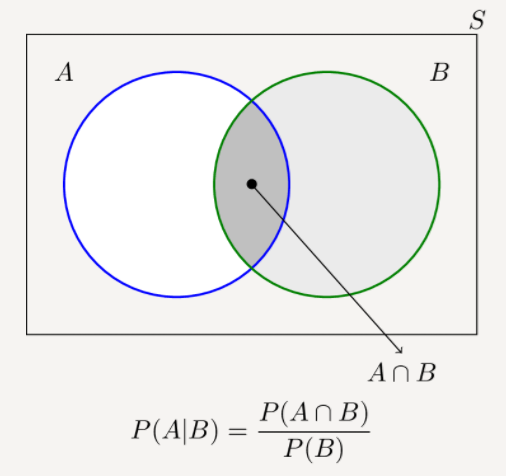 S
A B
A ∩ B
P(A|B) = P(A ∩ B) / P(B)